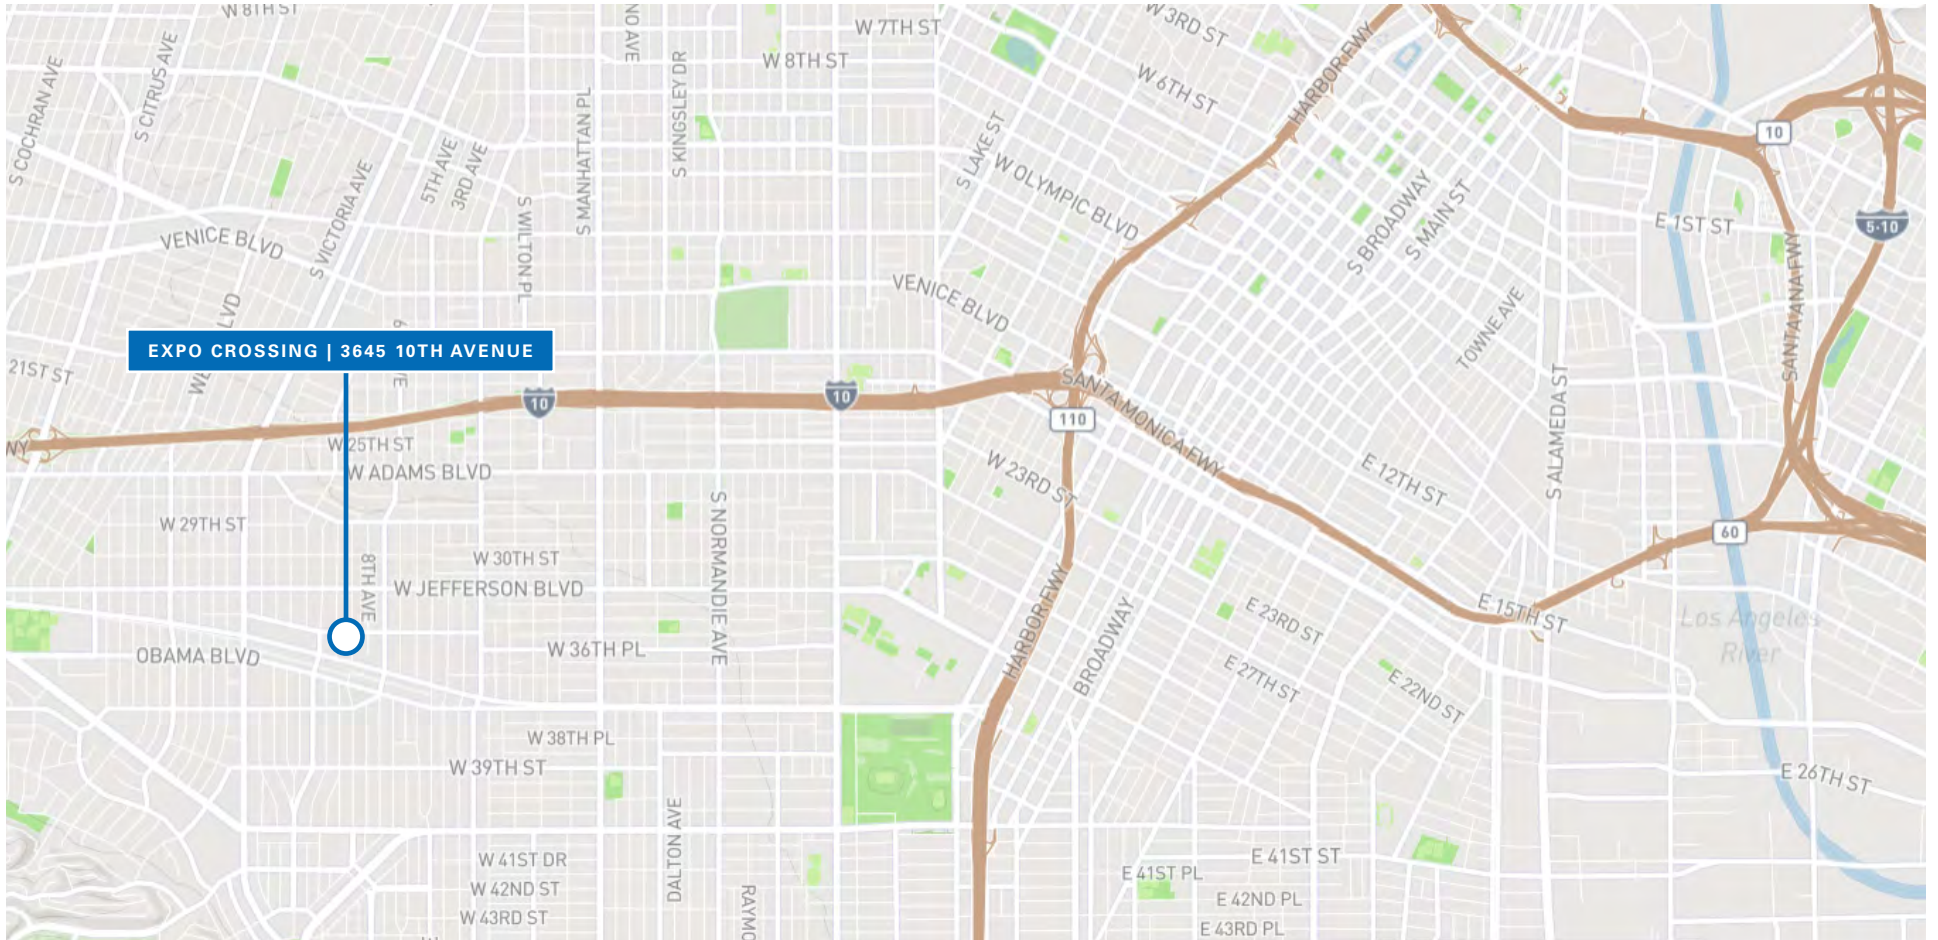 W 8TH ST
NO AVE
W 7TH ST
W 8TH ST
W 3RD ST
W 6TH ST
HARBOR FWY
S COCHRAN AVE
S CITRUS AVE
S KINGSLEY DR
S MANHATTAN PL
10
5TH AVE
3RD AVE
S LAKE ST
W OLYMPIC BLVD
S VICTORIA AVE
VENICE BLVD
S WILTON PL
S BROADWAY
S MAIN ST
E 1ST ST
5-10
SANTA ANA FWY
VENICE BLVD
LVD
TOWNE AVE
EXPO CROSSING | 3645 10TH AVENUE
21ST ST
10
10
SANTA MONICA FWY
110
S ALAMEDA ST
WY
W 25TH ST
W ADAMS BLVD
W 23RD ST
E 12TH ST
W 29TH ST
S NORMANDIE AVE
60
W 30TH ST
8TH AVE
W JEFFERSON BLVD
HARBOR FWY
BROADWAY
E 23RD ST
E 15TH ST
Los Angeles
River
OBAMA BLVD
W 36TH PL
E 27TH ST
E 22ND ST
W 38TH PL
W 39TH ST
E 26TH ST
DALTON AVE
W 41ST DR
W 42ND ST
W 43RD ST
RAYMO
E 41ST ST
E 41ST PL
E 42ND PL
E 43RD PL